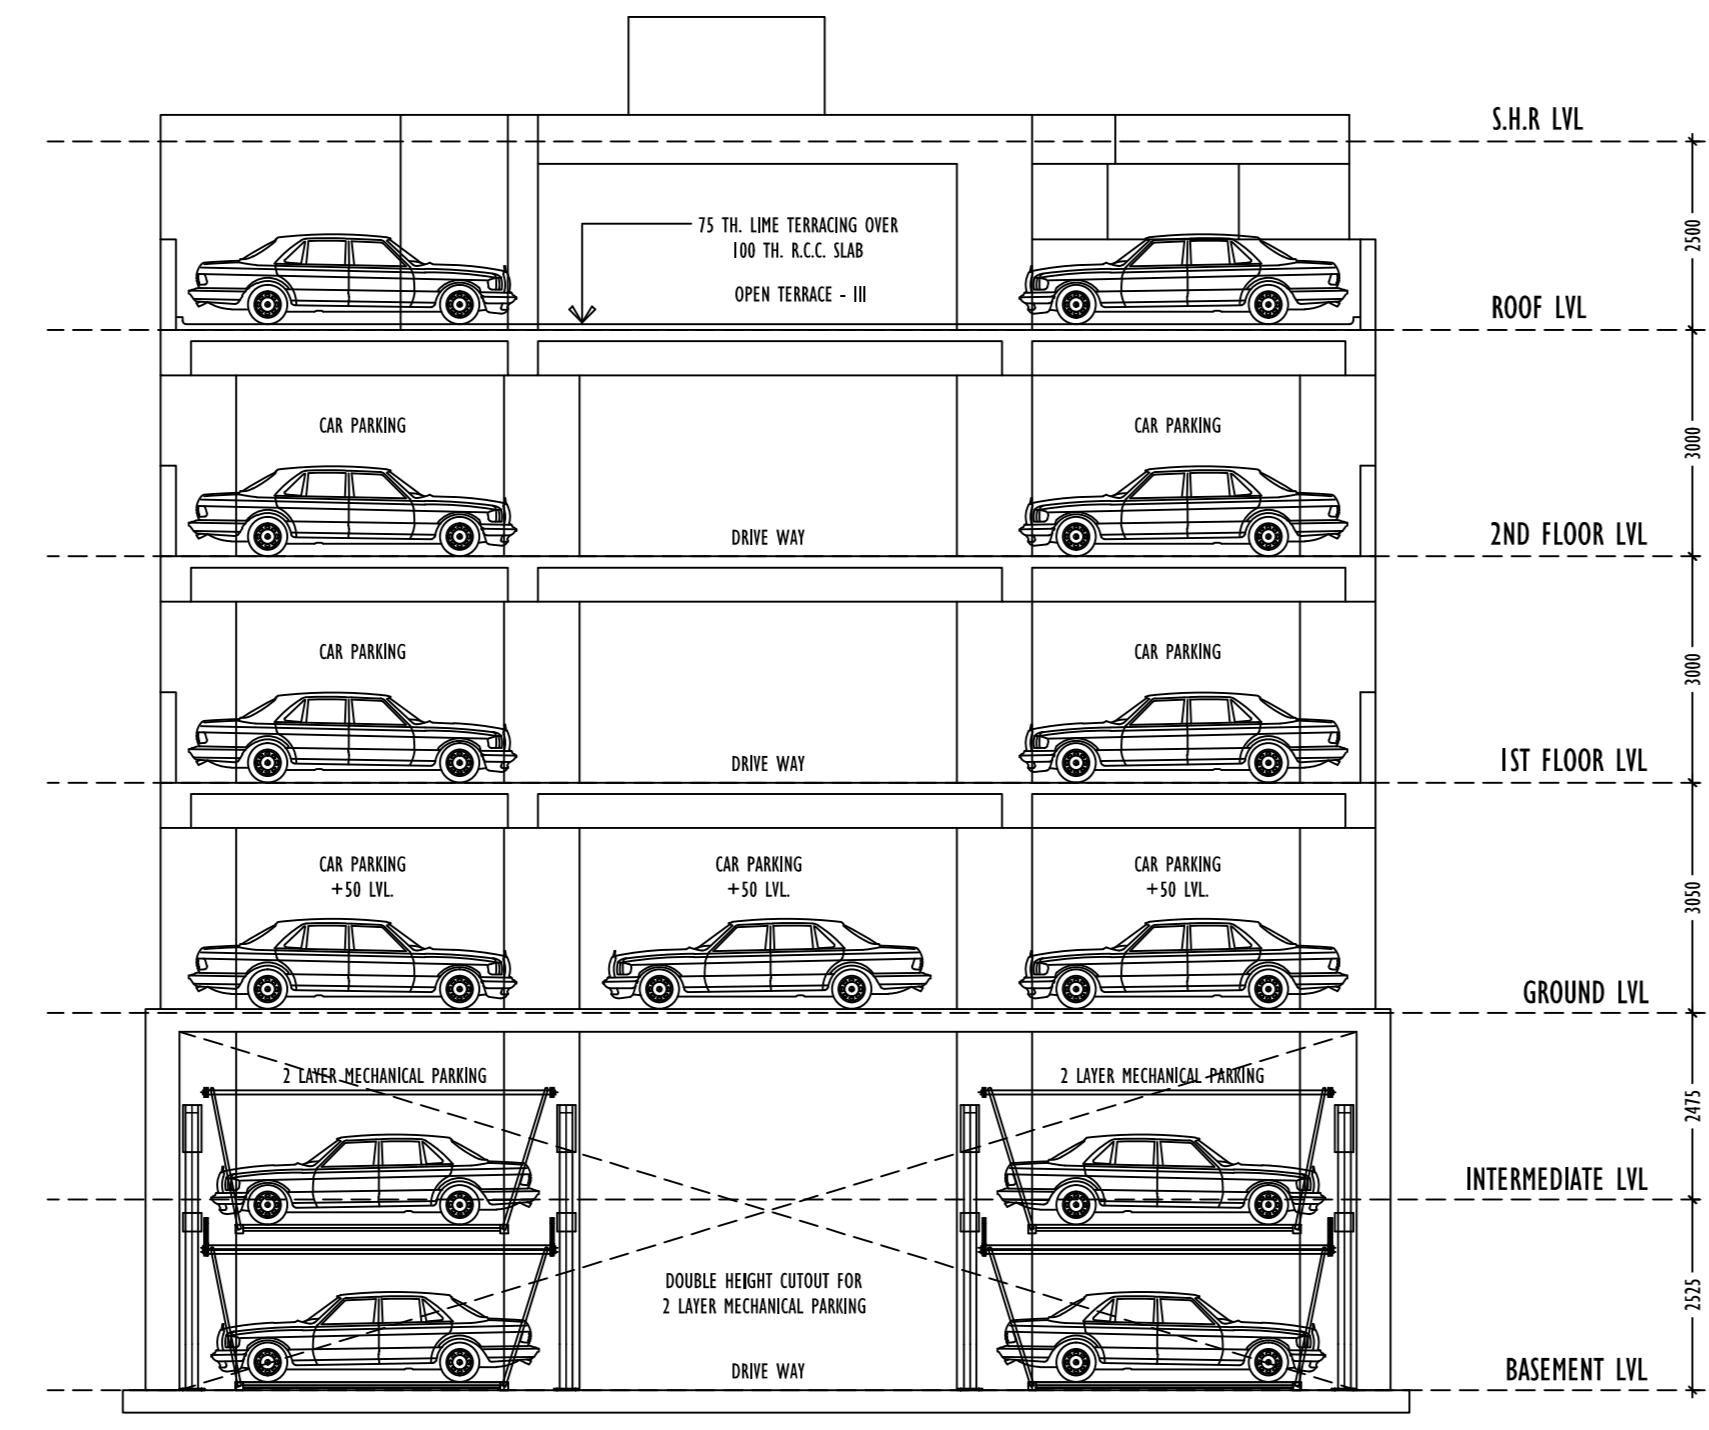 S.H.R LVL
2500
75 TH. LIME TERRACING OVER
100 TH. R.C.C. SLAB
OPEN TERRACE - III
ROOF LVL
3000
CAR PARKING
CAR PARKING
DRIVE WAY
2ND FLOOR LVL
3000
CAR PARKING
CAR PARKING
DRIVE WAY
1ST FLOOR LVL
3050
CAR PARKING
+50 LVL.
CAR PARKING
+50 LVL.
CAR PARKING
+50 LVL.
GROUND LVL
2475
2 LAYER MECHANICAL PARKING
2 LAYER MECHANICAL PARKING
INTERMEDIATE LVL
2525
DOUBLE HEIGHT CUTOUT FOR
2 LAYER MECHANICAL PARKING
DRIVE WAY
BASEMENT LVL